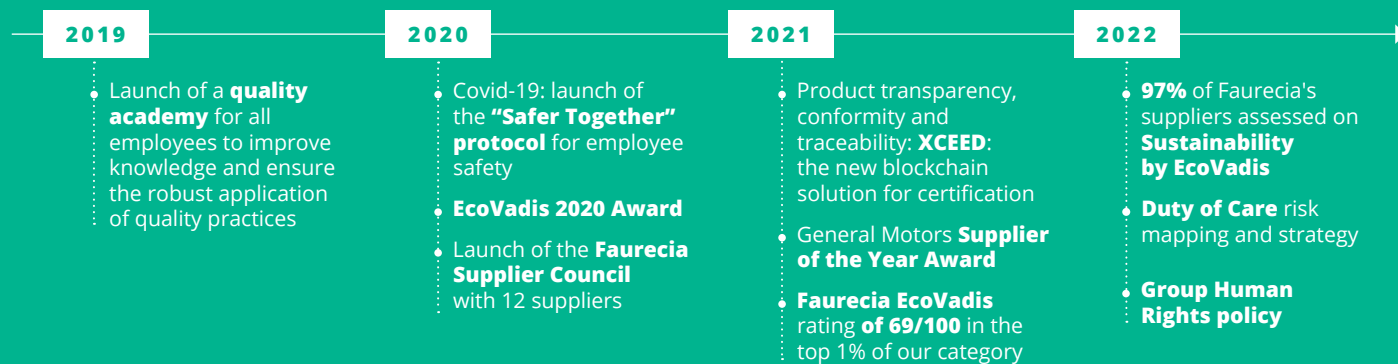 2019
Launch of a quality
academy for all
employees to improve
knowledge and ensure
the robust application
of quality practices
2020
Covid-19: launch of
the “Safer Together”
protocol for employee
safety
EcoVadis 2020 Award
Launch of the Faurecia
Supplier Council
with 12 suppliers
2021
Product transparency,
conformity and
traceability: XCEED:
the new blockchain
solution for certification
General Motors Supplier
of the Year Award
Faurecia EcoVadis
rating of 69/100 in the
top 1% of our category
2022
97% of Faurecia's
suppliers assessed on
Sustainability
by EcoVadis
Duty of Care risk
mapping and strategy
Group Human
Rights policy